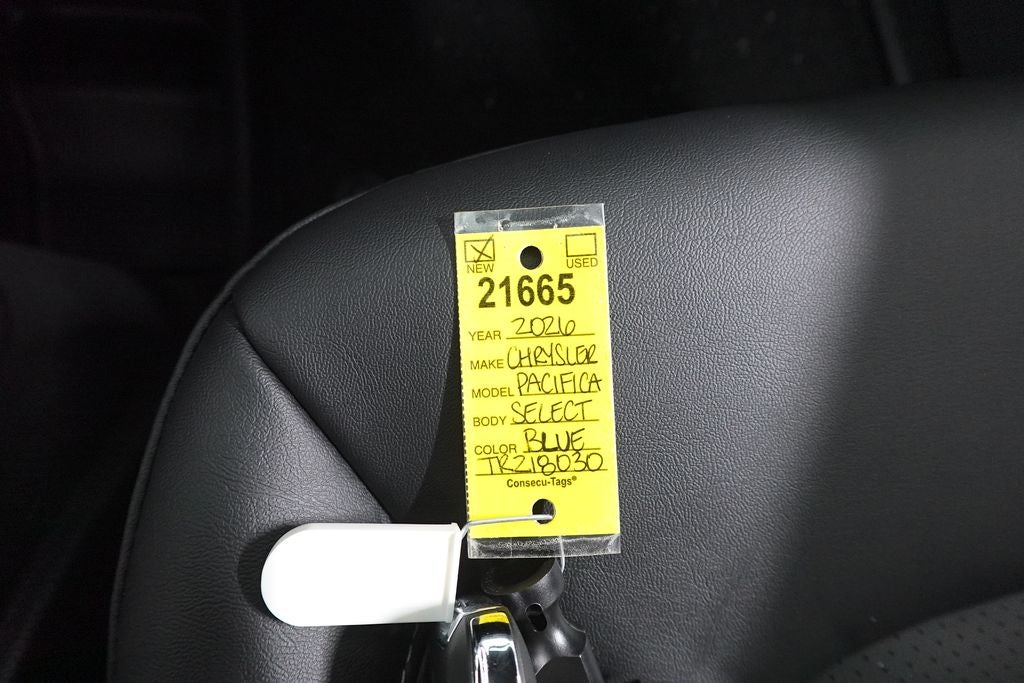 NEW USED
21665
YEAR 2026
MAKE CHRYSLER
MODEL PACIFICA
BODY SELECT
COLOR BLUE
TR218030
Consecu-Tags®